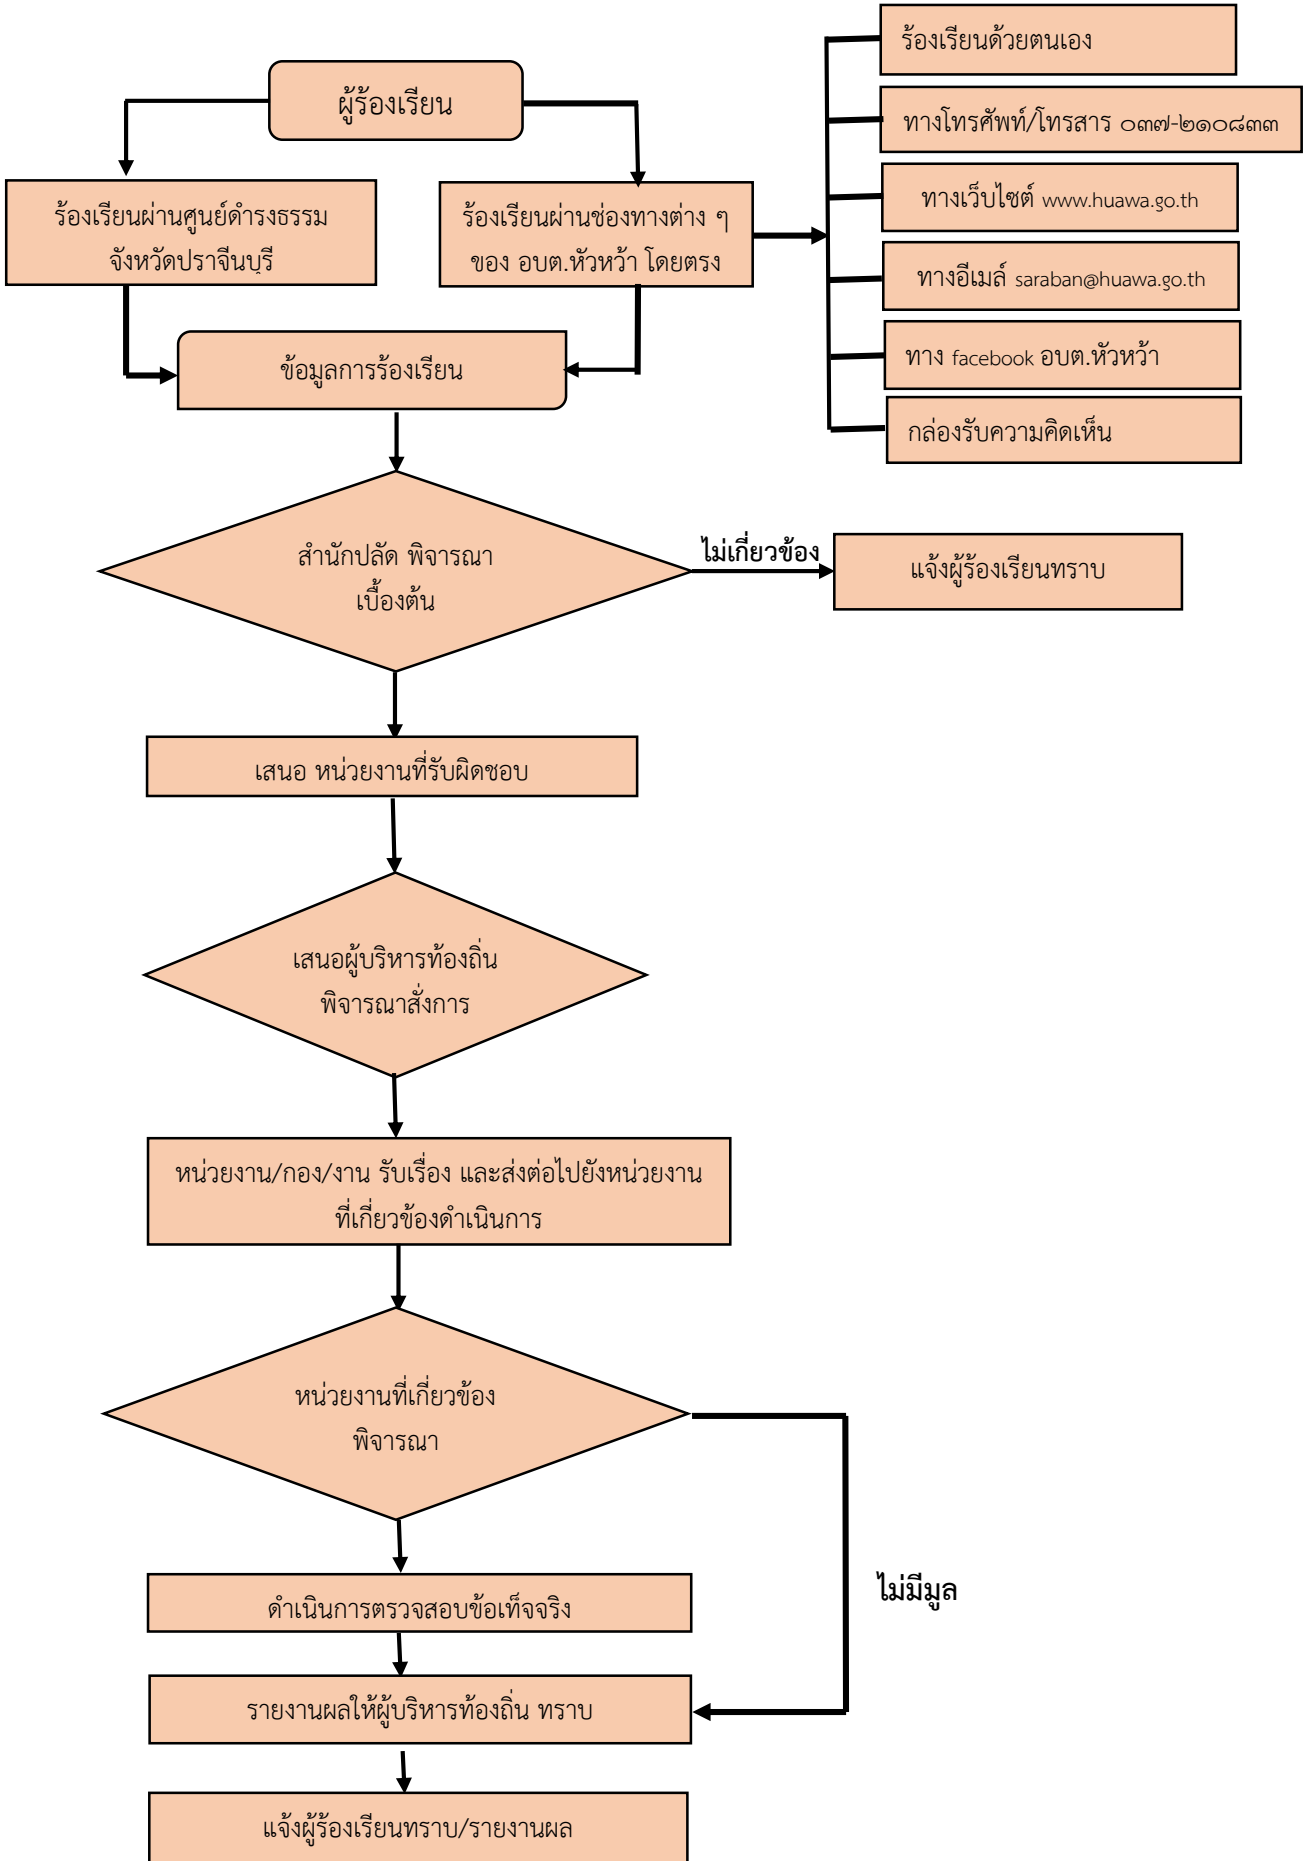 ผู้ร้องเรียน
ร้องเรียนผ่านศูนย์ดำรงธรรม
จังหวัดปราจีนบุรี
ร้องเรียนผ่านช่องทางต่าง ๆ
ของ อบต.หัวหว้า โดยตรง
ร้องเรียนด้วยตนเอง
ทางโทรศัพท์/โทรสาร ๐๓๗-๒๑๐๘๓๓
ทางเว็บไซต์ www.huawa.go.th
ทางอีเมล์ saraban@huawa.go.th
ทาง facebook อบต.หัวหว้า
กล่องรับความคิดเห็น
ข้อมูลการร้องเรียน
สำนักปลัด พิจารณา
เบื้องต้น
ไม่เกี่ยวข้อง
แจ้งผู้ร้องเรียนทราบ
เสนอ หน่วยงานที่รับผิดชอบ
เสนอผู้บริหารท้องถิ่น
พิจารณาสั่งการ
หน่วยงาน/กอง/งาน รับเรื่อง และส่งต่อไปยังหน่วยงาน
ที่เกี่ยวข้องดำเนินการ
หน่วยงานที่เกี่ยวข้อง
พิจารณา
ไม่มีมูล
ดำเนินการตรวจสอบข้อเท็จจริง
รายงานผลให้ผู้บริหารท้องถิ่น ทราบ
แจ้งผู้ร้องเรียนทราบ/รายงานผล